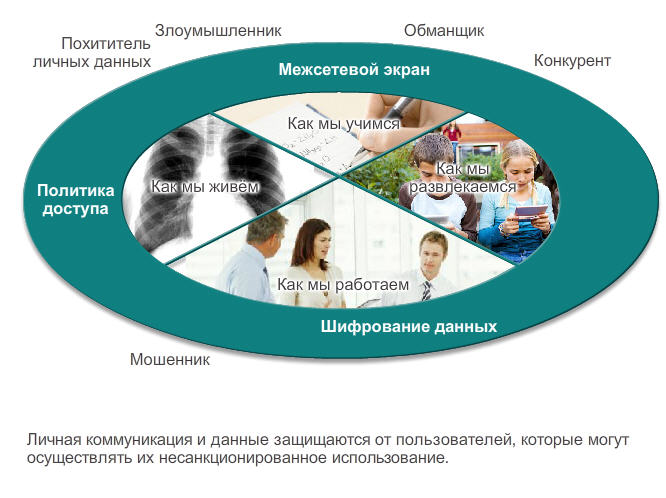 Злоумышленник
Обманщик
Похититель
личных данных
Конкурент
Межсетевой экран
Как мы учимся
Как мы
развлекаемся
Как мы живём
Политика
доступа
Как мы работаем
Шифрование данных
Мошенник
Личная коммуникация и данные защищаются от пользователей, которые могут
осуществлять их несанкционированное использование.